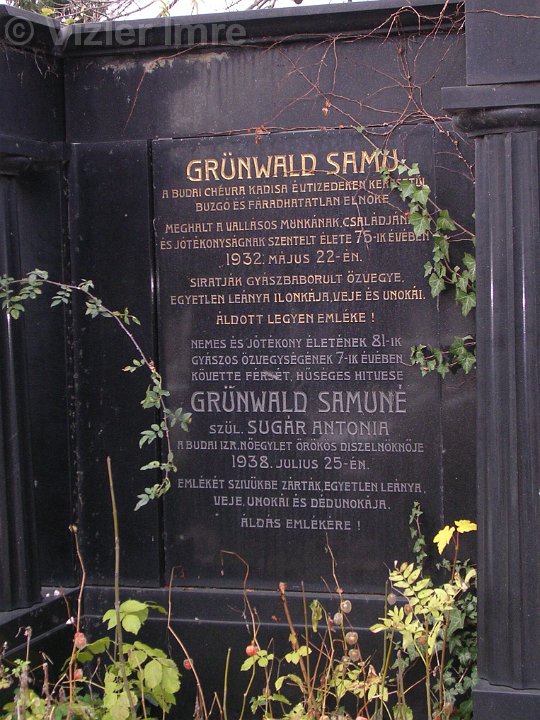 © Vizler Imre
GRÜNWALD SAMU
A BUDAI CHEVRA KADISA ÉVTIZEDEKEN KERESZTÜL
BUZGÓ ÉS FÁRADHATATLAN ELNÖKE
MEGHALT A VALLÁSOS MUNKÁNAK, CSALÁDJÁNAK
ÉS JÓTÉKONYSÁGNAK SZENTELT ÉLETE 75-IK ÉVÉBEN
1932. MÁJUS 22-ÉN.
SIRATJÁK GYÁSZBABORULT ÖZVEGYE,
EGYETLEN LEÁNYA ILONKÁJA, VEJE ÉS UNOKÁI.
ÁLDOTT LEGYEN EMLÉKE !
NEMES ÉS JÓTÉKONY ÉLETÉNEK 81-IK
GYÁSZOS ÖZVEGYSÉGÉNEK 7-IK ÉVÉBEN
KÖVETTE FÉRJÉT, HŰSÉGES HITVESE
GRÜNWALD SAMUNÉ
SZÜL. SUGÁR ANTONIA
A BUDAI IZR. NŐEGYLET ÖRÖKÖS DISZELNÖKNŐJE
1938. JULIUS 25-ÉN.
EMLÉKÉT SZIVÜKBE ZÁRTÁK, EGYETLEN LEÁNYA,
VEJE, UNOKÁI ÉS DÉDUNOKÁJA.
ÁLDÁS EMLÉKÉRE !